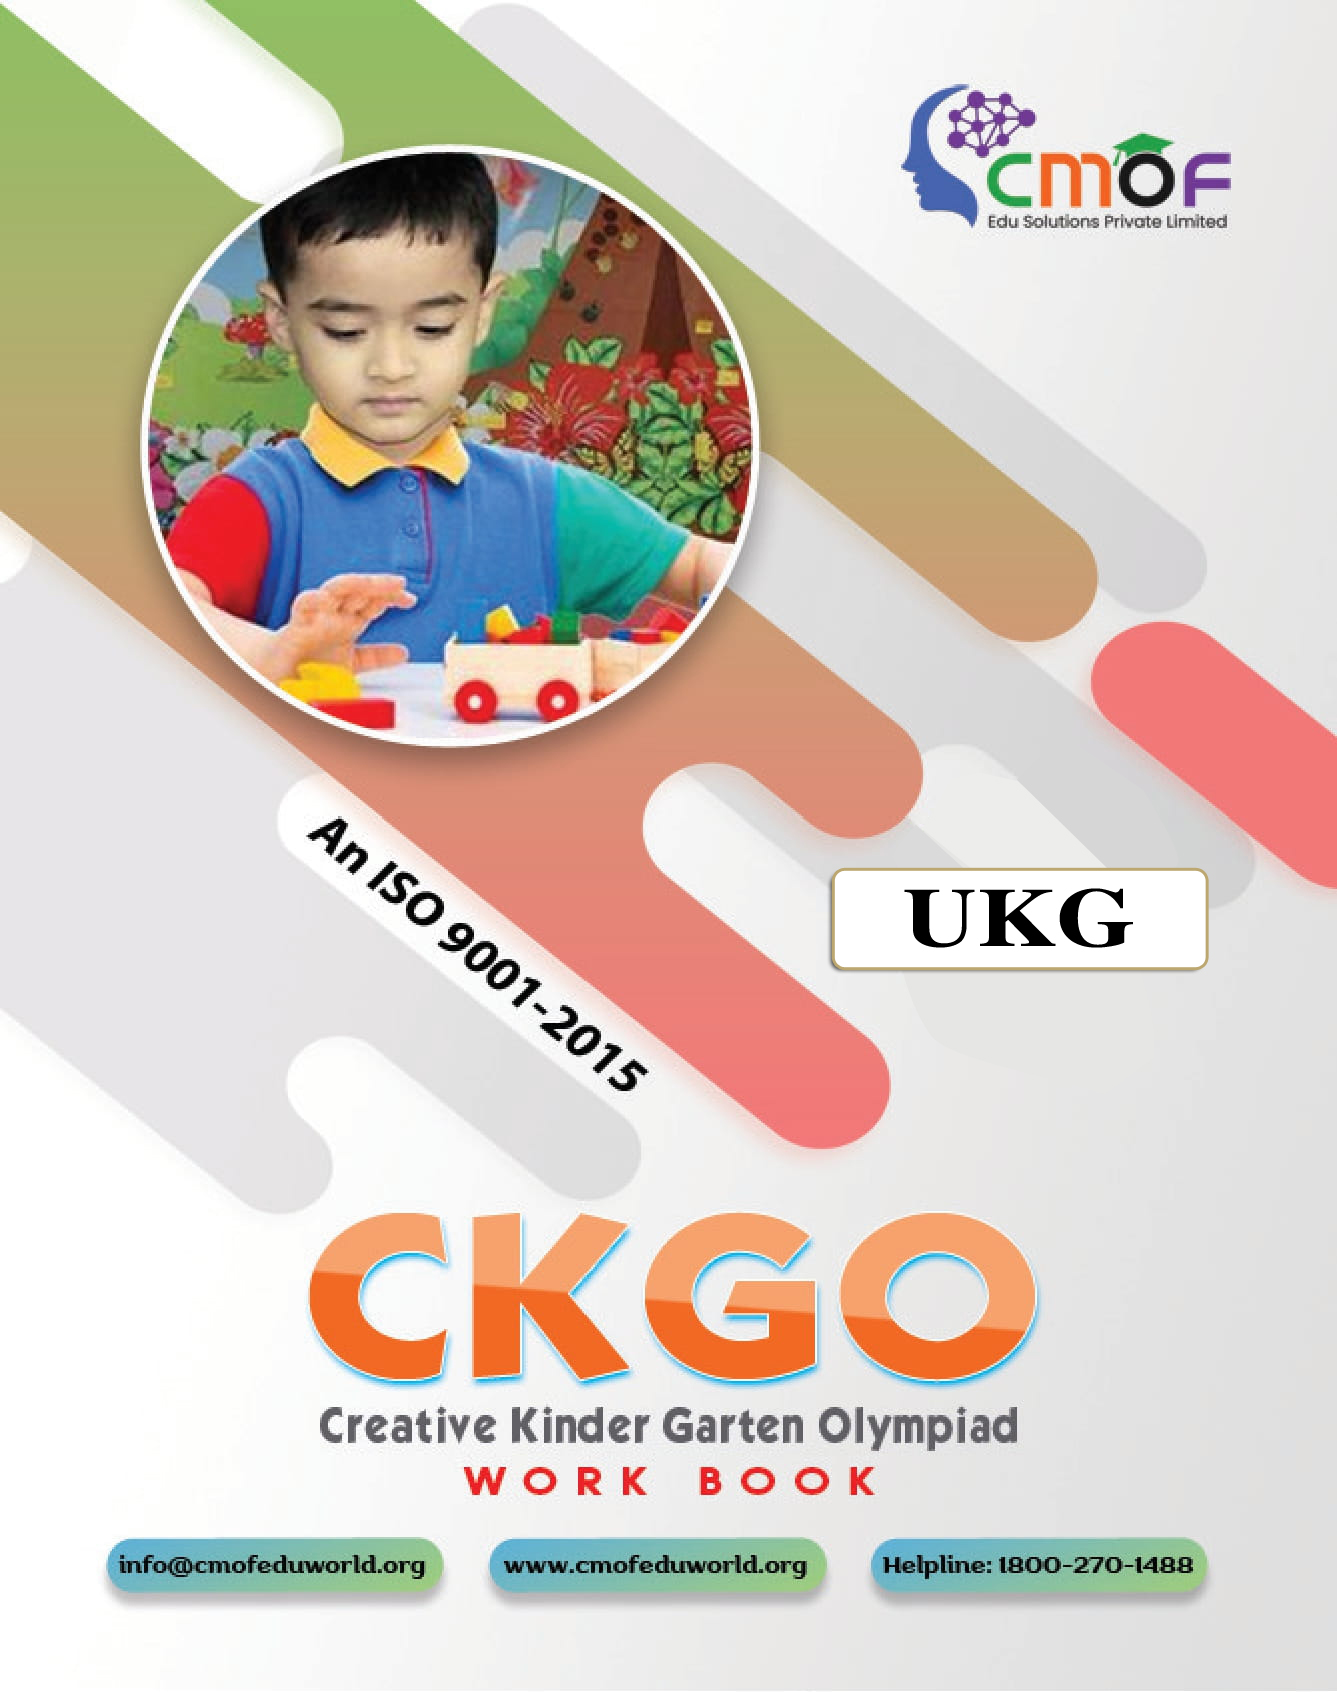 CMOF
Edu Solutions Private Limited
An ISO 9001-2015
UKG
CKGO
Creative Kinder Garten Olympiad
WORK BOOK
info@cmofeduworld.org
www.cmofeduworld.org
Helpline: 1800-270-1488